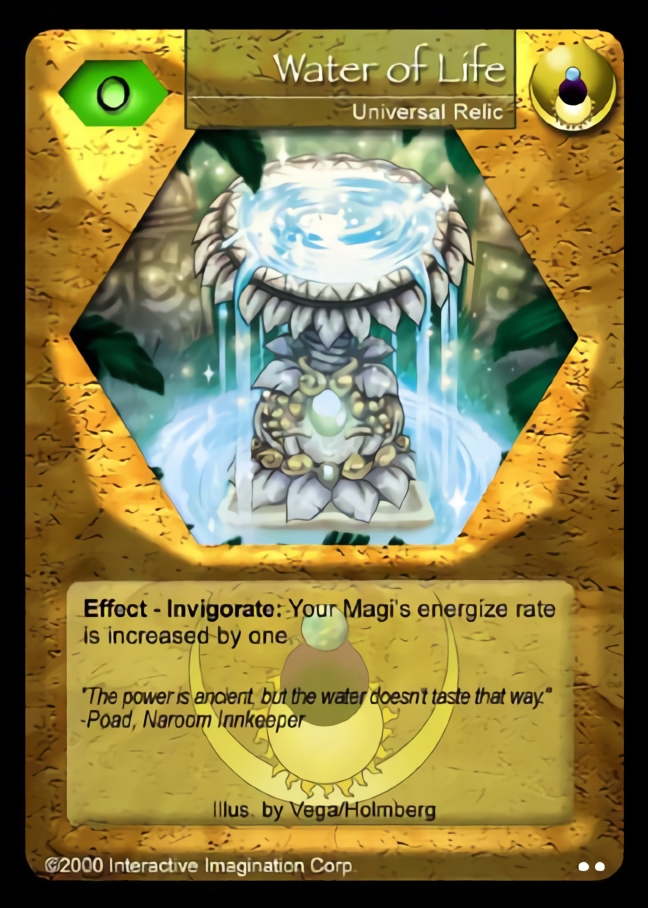 0
Water of Life
Universal Relic
Effect - Invigorate: Your Magi's energize rate
is increased by one.
"The power is ancient, but the water doesn't taste that way."
-Poad, Naroom Innkeeper
Illus. by Vega/Holmberg
©2000 Interactive Imagination Corp.